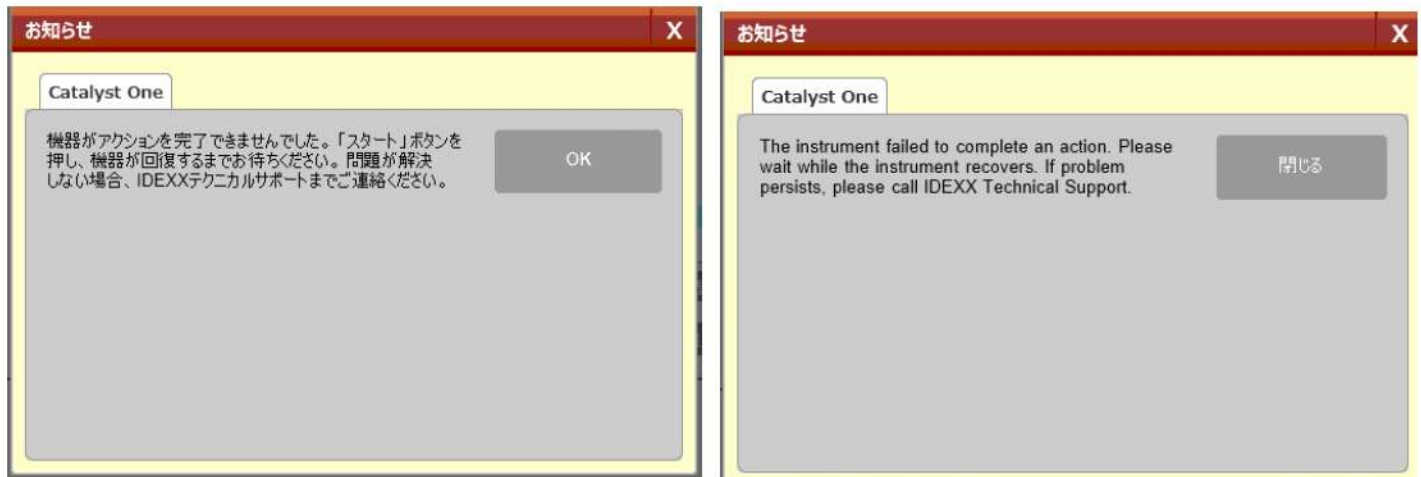 お知らせ X
Catalyst One
機器がアクションを完了できませんでした。「スタート」ボタンを
押し、機器が回復するまでお待ちください。問題が解決
しない場合、IDEXXテクニカルサポートまでご連絡ください。
OK
お知らせ X
Catalyst One
The instrument failed to complete an action. Please
wait while the instrument recovers. If problem
persists, please call IDEXX Technical Support.
閉じる